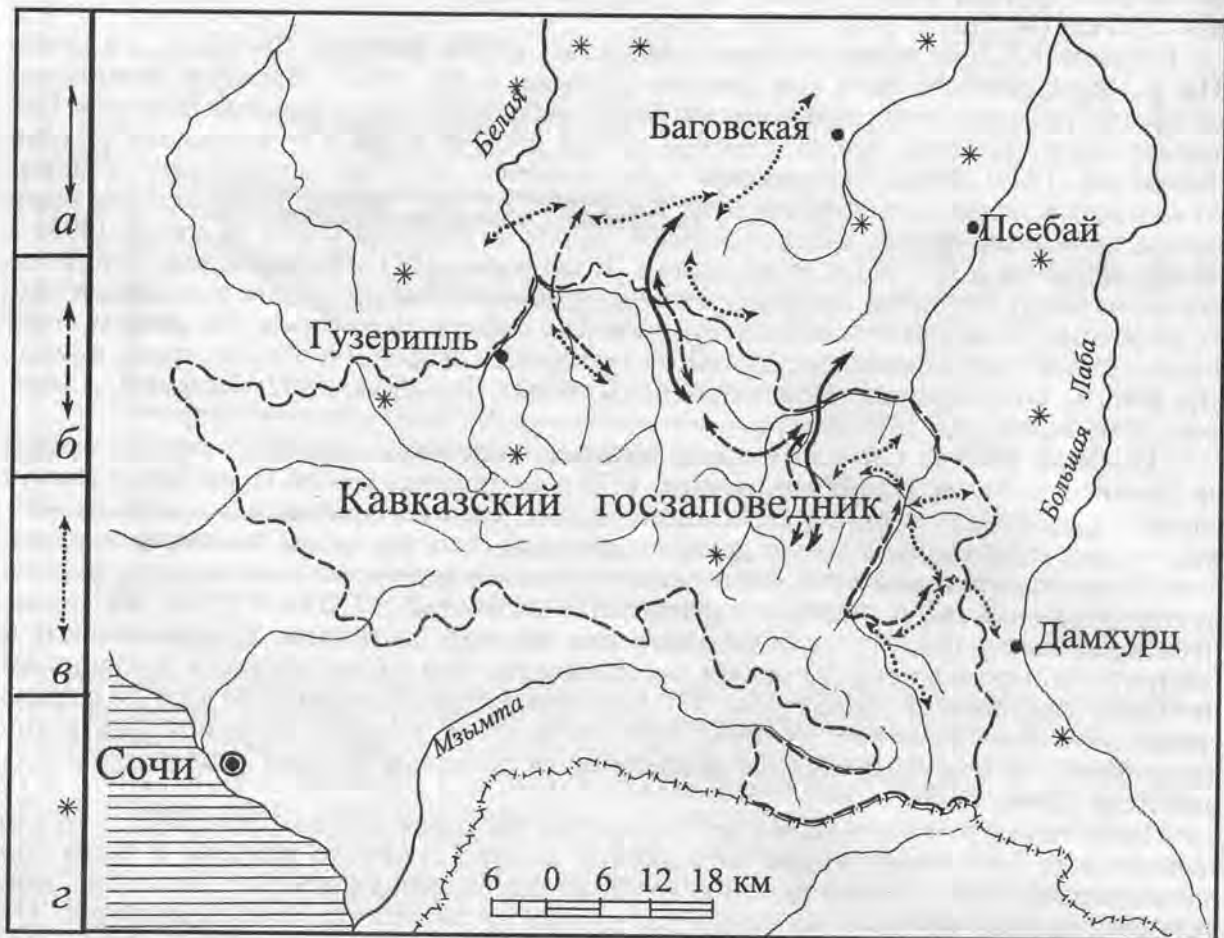 Белая
Баговская
а
Псебай
Гузерипль
Большая Лаба
б
Кавказский госзаповедник
Дамхурц
в
Мзымта
Сочи
6 0 6 12 18 км
г